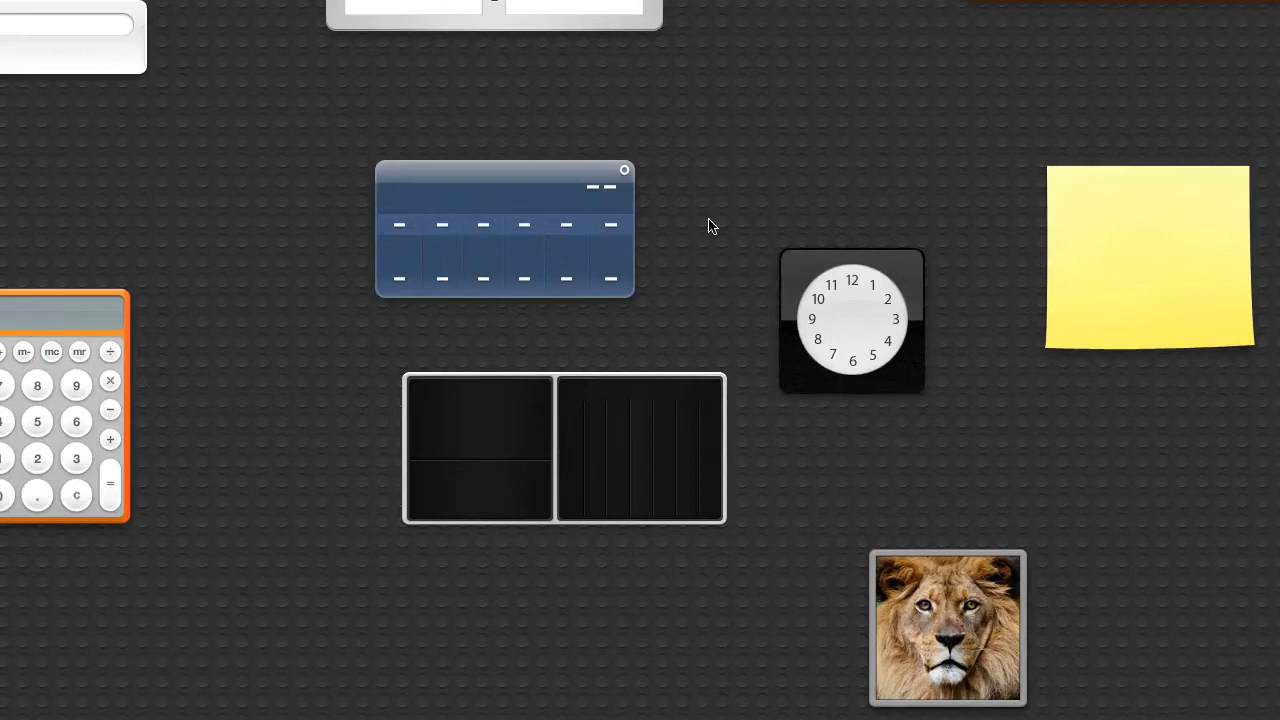 m- mc mr ÷
8 9 ×
5 6 −
2 3 +
. c =
12
11 1
10 2
9 3
8 4
7 5
6